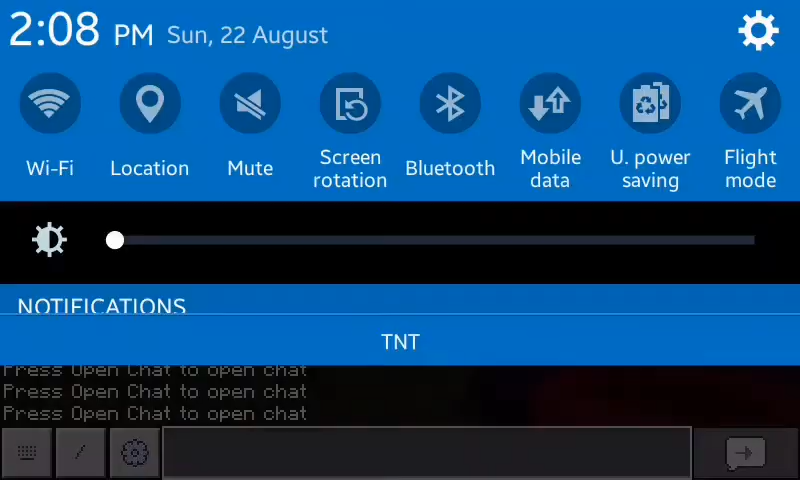 2:08 PM Sun, 22 August
Wi-Fi Location Mute Screen rotation Bluetooth Mobile data U. power saving Flight mode
NOTIFICATIONS
TNT
Press Open Chat to open chat
Press Open Chat to open chat
Press Open Chat to open chat